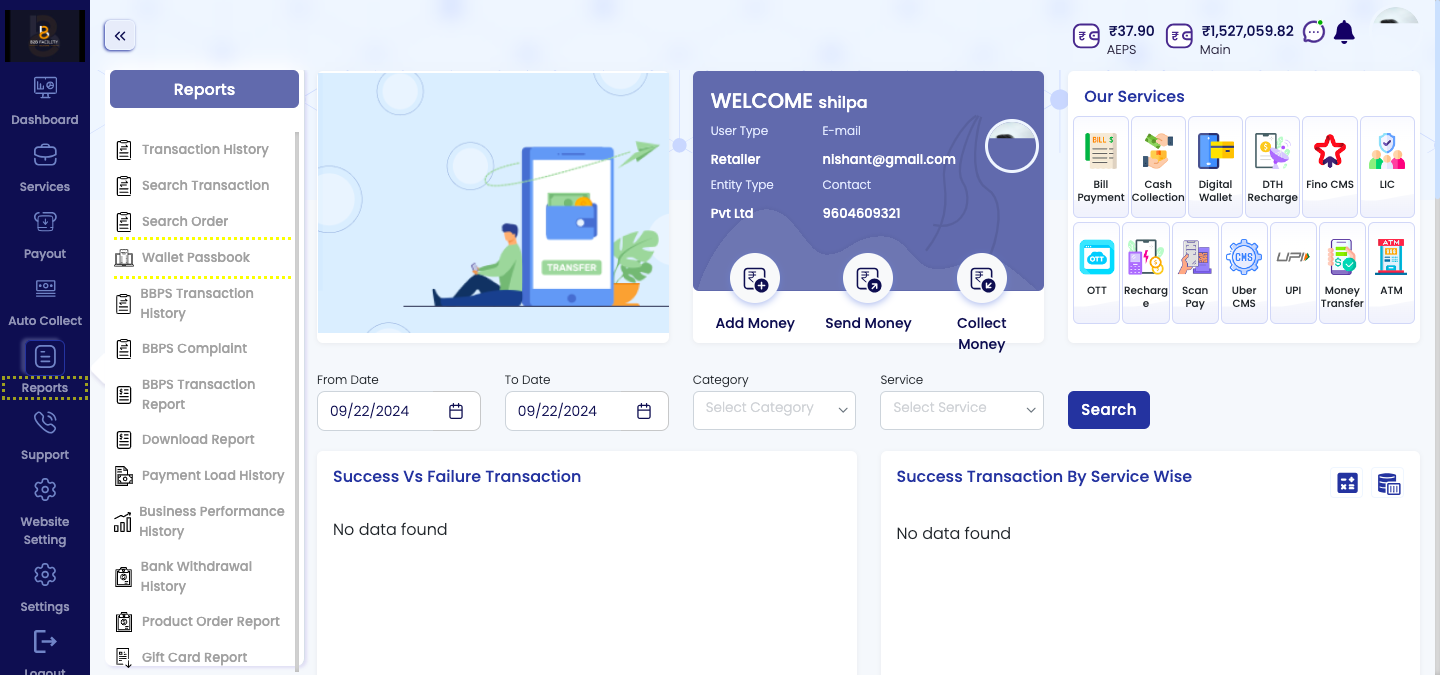 B2B FACILITY
Dashboard
Services
Payout
Auto Collect
Reports
Support
Website
Setting
Settings
Logout
₹37.90
AEPS
₹1,527,059.82
Main
Reports
Transaction History
Search Transaction
Search Order
Wallet Passbook
BBPS Transaction
History
BBPS Complaint
BBPS Transaction
Report
Download Report
Payment Load History
Business Performance
History
Bank Withdrawal
History
Product Order Report
Gift Card Report
TRANSFER
WELCOME shilpa
User Type
E-mail
Retailer
nishant@gmail.com
Entity Type
Contact
Pvt Ltd
9604609321
Add Money
Send Money
Collect
Money
Our Services
BILL $
Bill
Payment
Cash
Collection
Digital
Wallet
DTH
Recharge
Fino CMS
LIC
OTT
OTT
Recharg
e
Scan
Pay
CMS
Uber
CMS
UPI
UPI
Money
Transfer
ATM
ATM
From Date
To Date
Category
Service
09/22/2024
09/22/2024
Select Category
Select Service
Search
Success Vs Failure Transaction
No data found
Success Transaction By Service Wise
No data found